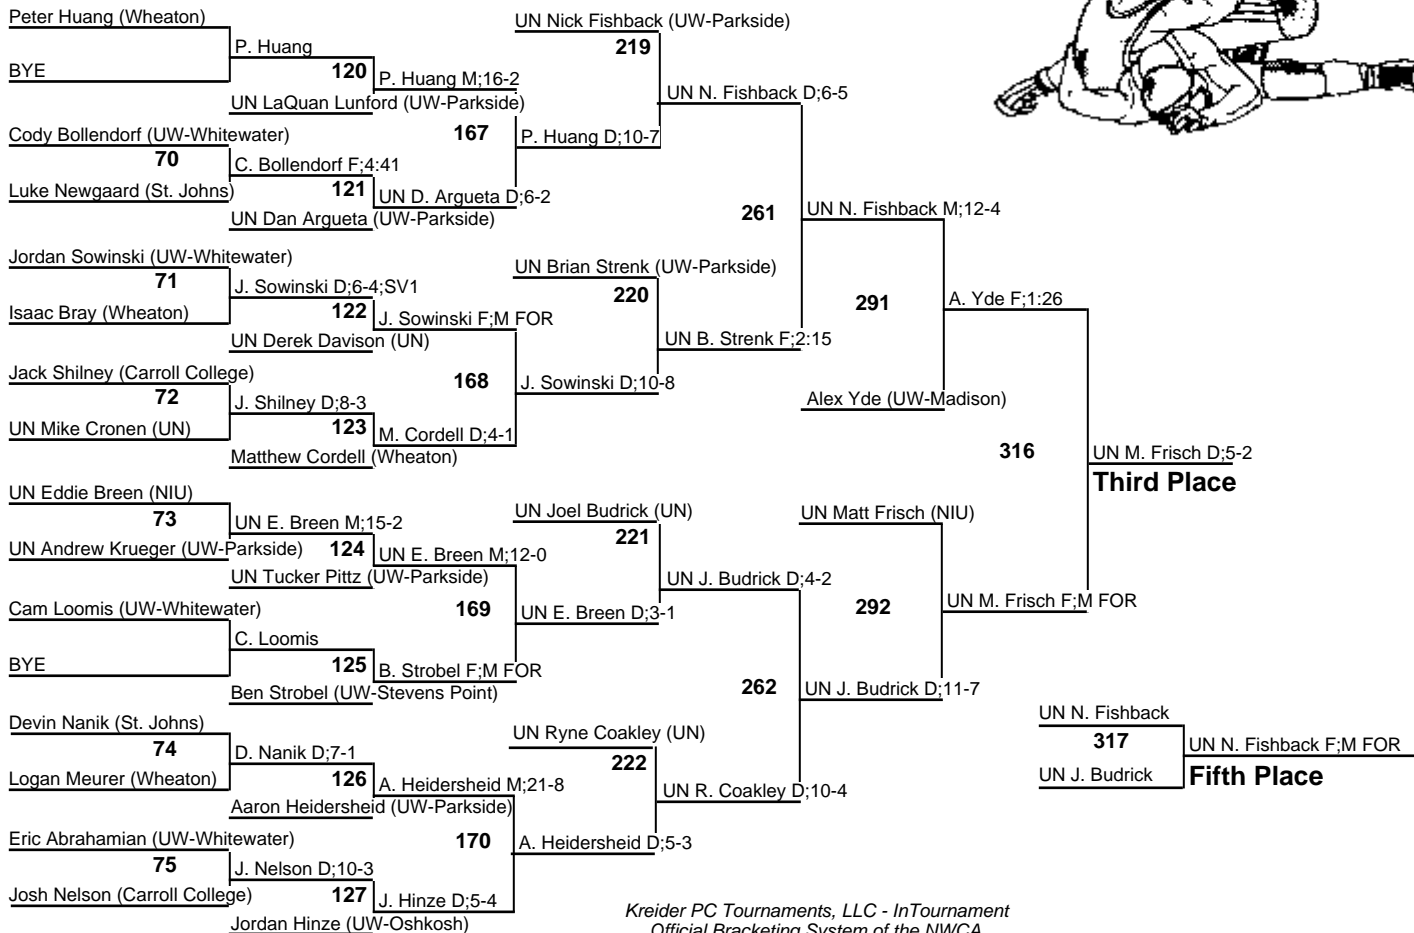 Peter Huang (Wheaton)
BYE
P. Huang
120
UN LaQuan Lunford (UW-Parkside)
P. Huang M;16-2
Cody Bollendorf (UW-Whitewater)
70
Luke Newgaard (St. Johns)
C. Bollendorf F;4:41
121
UN Dan Argueta (UW-Parkside)
UN D. Argueta D;6-2
167
P. Huang D;10-7
UN Nick Fishback (UW-Parkside)
219
UN N. Fishback D;6-5
Jordan Sowinski (UW-Whitewater)
71
Isaac Bray (Wheaton)
J. Sowinski D;6-4;SV1
122
UN Derek Davison (UN)
J. Sowinski F;M FOR
Jack Shilney (Carroll College)
72
UN Mike Cronen (UN)
J. Shilney D;8-3
123
Matthew Cordell (Wheaton)
M. Cordell D;4-1
168
J. Sowinski D;10-8
UN Brian Strenk (UW-Parkside)
220
UN B. Strenk F;2:15
261
UN N. Fishback M;12-4
291
Alex Yde (UW-Madison)
A. Yde F;1:26
UN Eddie Breen (NIU)
73
UN Andrew Krueger (UW-Parkside)
UN E. Breen M;15-2
124
UN Tucker Pittz (UW-Parkside)
UN E. Breen M;12-0
Cam Loomis (UW-Whitewater)
BYE
C. Loomis
125
Ben Strobel (UW-Stevens Point)
B. Strobel F;M FOR
169
UN E. Breen D;3-1
UN Joel Budrick (UN)
221
UN J. Budrick D;4-2
Devin Nanik (St. Johns)
74
Logan Meurer (Wheaton)
D. Nanik D;7-1
126
Aaron Heidersheid (UW-Parkside)
A. Heidersheid M;21-8
Eric Abrahamian (UW-Whitewater)
75
Josh Nelson (Carroll College)
J. Nelson D;10-3
127
Jordan Hinze (UW-Oshkosh)
J. Hinze D;5-4
170
A. Heidersheid D;5-3
UN Ryne Coakley (UN)
222
UN R. Coakley D;10-4
262
UN J. Budrick D;11-7
UN Matt Frisch (NIU)
292
UN M. Frisch F;M FOR
316
UN M. Frisch D;5-2
Third Place
UN N. Fishback
317
UN J. Budrick
UN N. Fishback F;M FOR
Fifth Place
Kreider PC Tournaments, LLC - InTournament
Official Bracketing System of the NWCA